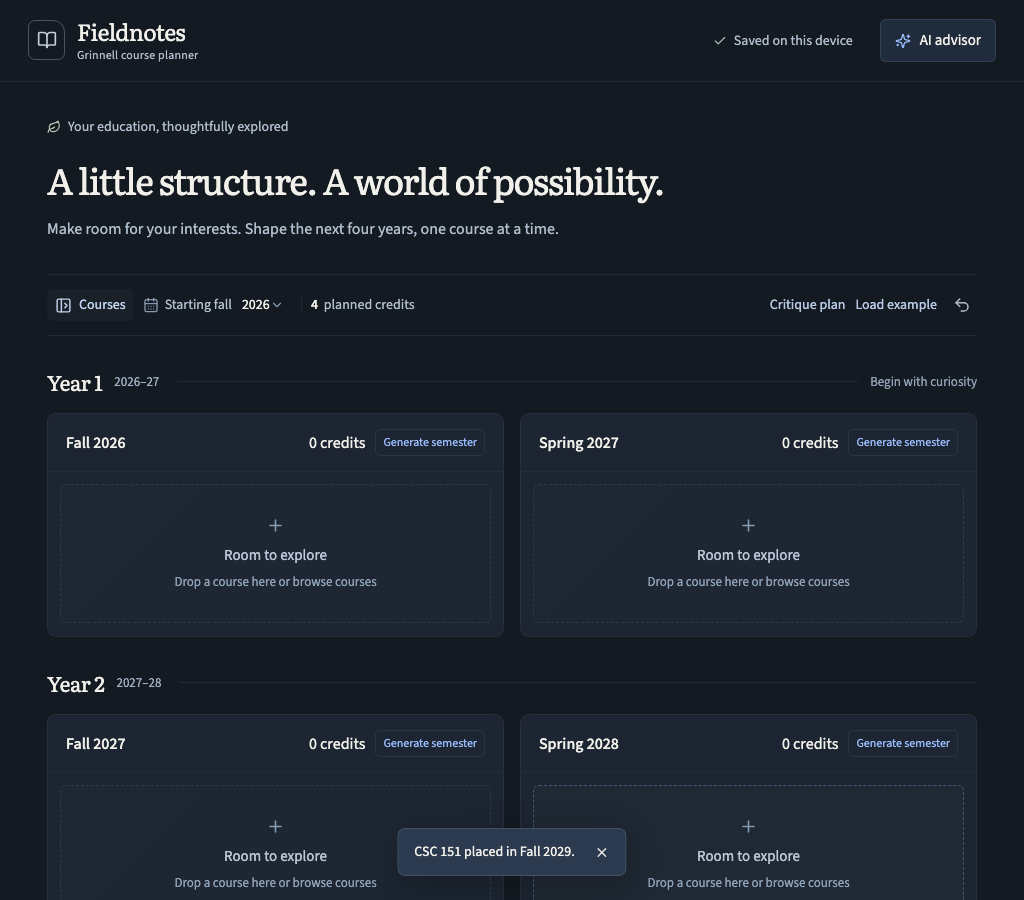 Fieldnotes
Grinnell course planner
Saved on this device
AI advisor
Your education, thoughtfully explored
A little structure. A world of possibility.
Make room for your interests. Shape the next four years, one course at a time.
Courses
Starting fall 2026
4 planned credits
Critique plan
Load example
Year 1 2026–27
Begin with curiosity
Fall 2026
0 credits
Generate semester
Room to explore
Drop a course here or browse courses
Spring 2027
0 credits
Generate semester
Room to explore
Drop a course here or browse courses
Year 2 2027–28
Fall 2027
0 credits
Generate semester
Room to explore
Drop a course here or browse courses
Spring 2028
0 credits
Generate semester
Room to explore
Drop a course here or browse courses
CSC 151 placed in Fall 2029.